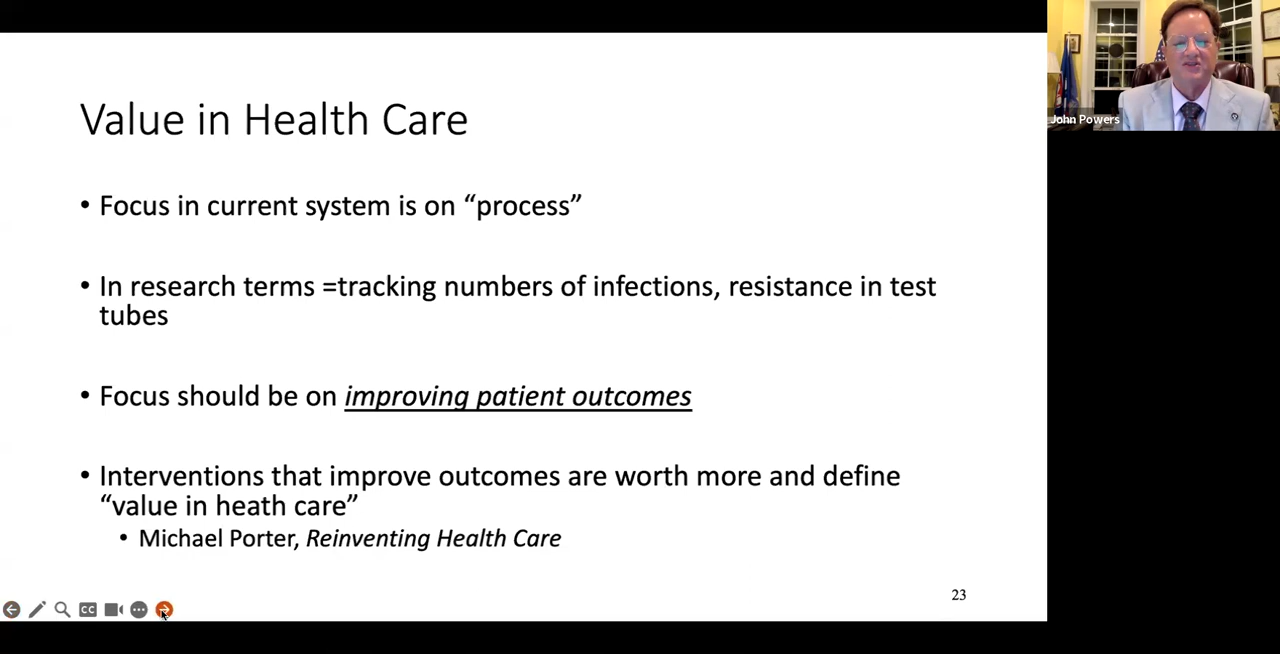 Value in Health Care
• Focus in current system is on “process”
• In research terms =tracking numbers of infections, resistance in test
tubes
• Focus should be on improving patient outcomes
• Interventions that improve outcomes are worth more and define
“value in heath care”
• Michael Porter, Reinventing Health Care
23
CC
John Powers